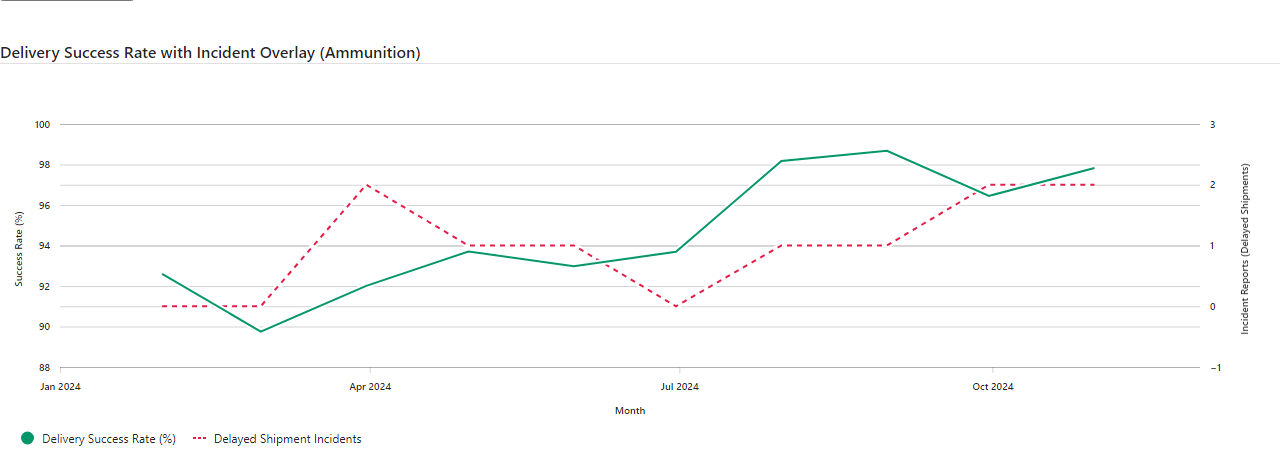 Delivery Success Rate with Incident Overlay (Ammunition)
100
98
96
94
92
90
88
Success Rate (%)
3
2
1
0
−1
Incident Reports (Delayed Shipments)
Jan 2024
Apr 2024
Jul 2024
Oct 2024
Month
Delivery Success Rate (%)
Delayed Shipment Incidents